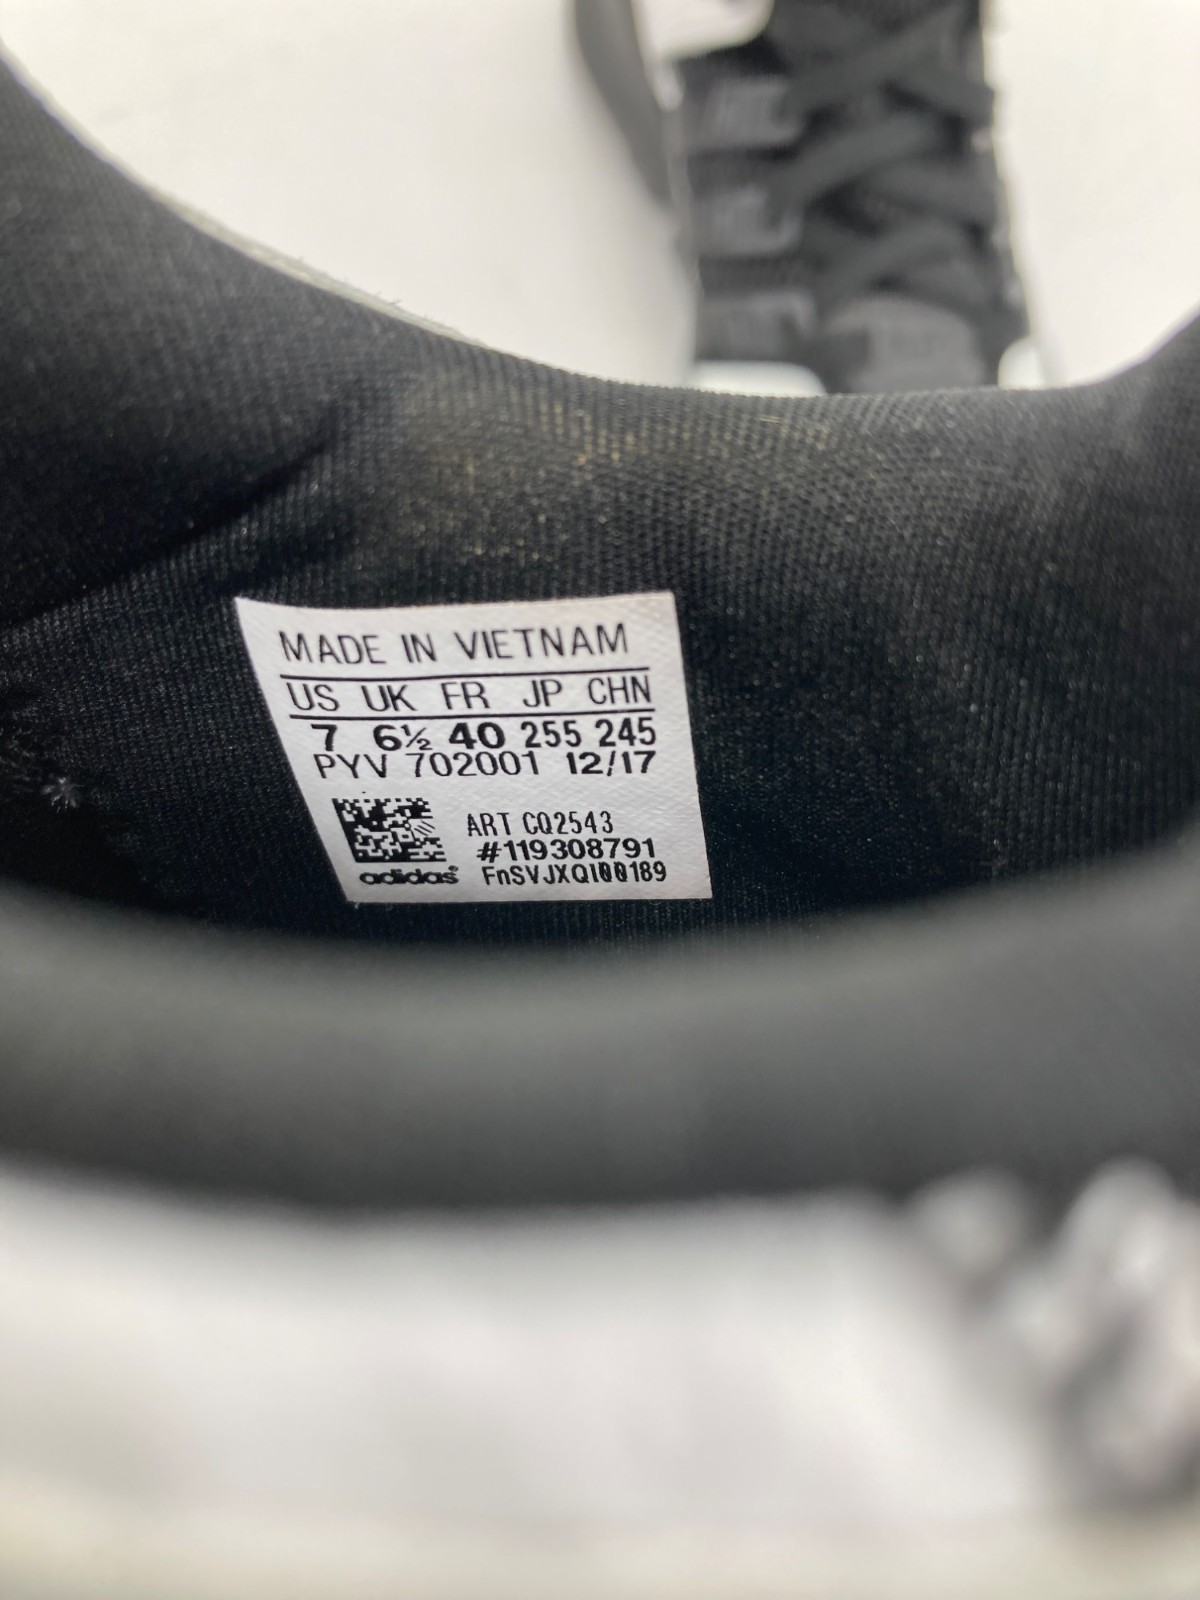 MADE IN VIETNAM
US UK FR JP CHN
7 6½ 40 255 245
PYV 702001 12/17
ART CQ2543
#119308791
adidas FnSVJXQI00189